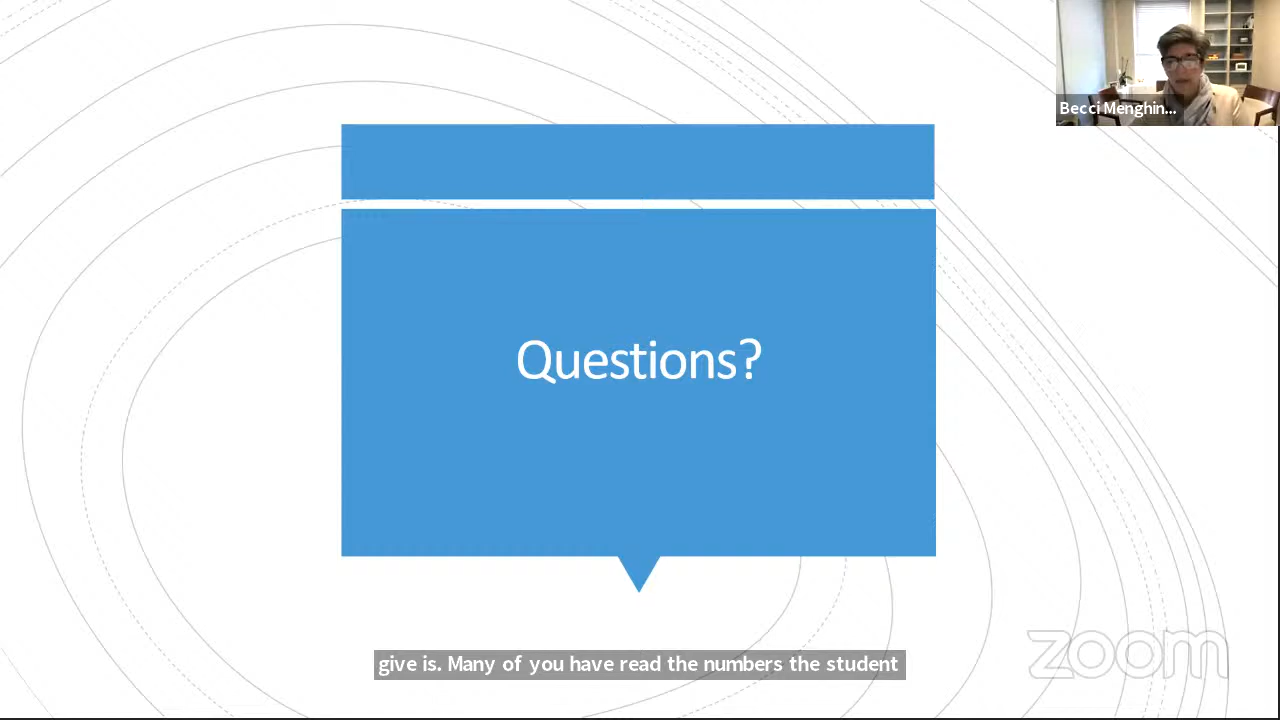 Becci Menghin...
Questions?
give is. Many of you have read the numbers the student
zoom